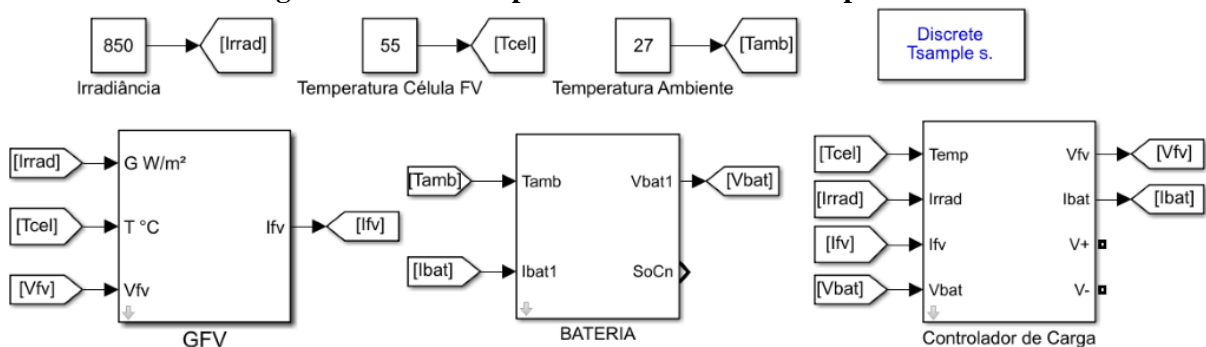 850
[Irrad]
55
[Tcel]
27
[Tamb]
Discrete
Tsample s.
Irradiância
Temperatura Célula FV
Temperatura Ambiente
[Irrad]
G W/m²
[Tcel]
T °C
Ifv
[Ifv]
[Vfv]
Vfv
GFV
[Tamb]
Tamb
Vbat1
[Vbat]
[Ibat]
Ibat1
SoCn
BATERIA
[Tcel]
Temp
Vfv
[Vfv]
[Irrad]
Irrad
Ibat
[Ibat]
[Ifv]
Ifv
V+
[Vbat]
Vbat
V-
Controlador de Carga